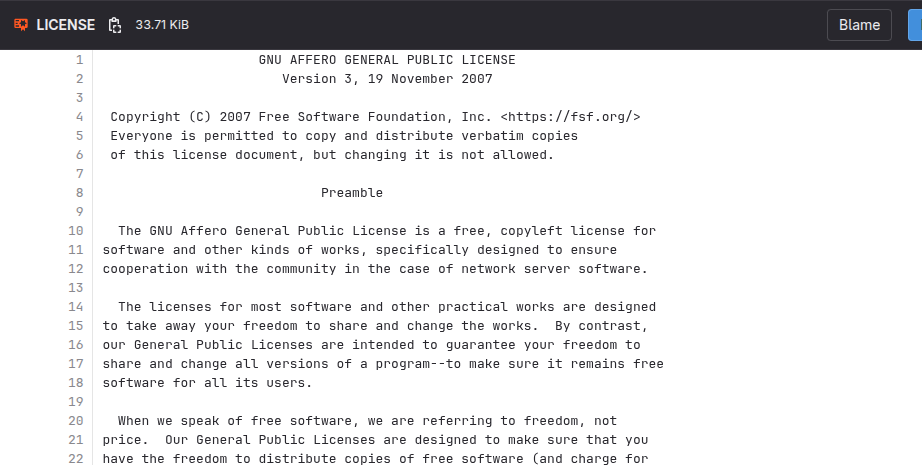 LICENSE 33.71 KiB Blame
1 GNU AFFERO GENERAL PUBLIC LICENSE
2 Version 3, 19 November 2007
3
4 Copyright (C) 2007 Free Software Foundation, Inc. <https://fsf.org/>
5 Everyone is permitted to copy and distribute verbatim copies
6 of this license document, but changing it is not allowed.
7
8 Preamble
9
10 The GNU Affero General Public License is a free, copyleft license for
11 software and other kinds of works, specifically designed to ensure
12 cooperation with the community in the case of network server software.
13
14 The licenses for most software and other practical works are designed
15 to take away your freedom to share and change the works.  By contrast,
16 our General Public Licenses are intended to guarantee your freedom to
17 share and change all versions of a program--to make sure it remains free
18 software for all its users.
19
20 When we speak of free software, we are referring to freedom, not
21 price.  Our General Public Licenses are designed to make sure that you
22 have the freedom to distribute copies of free software (and charge for